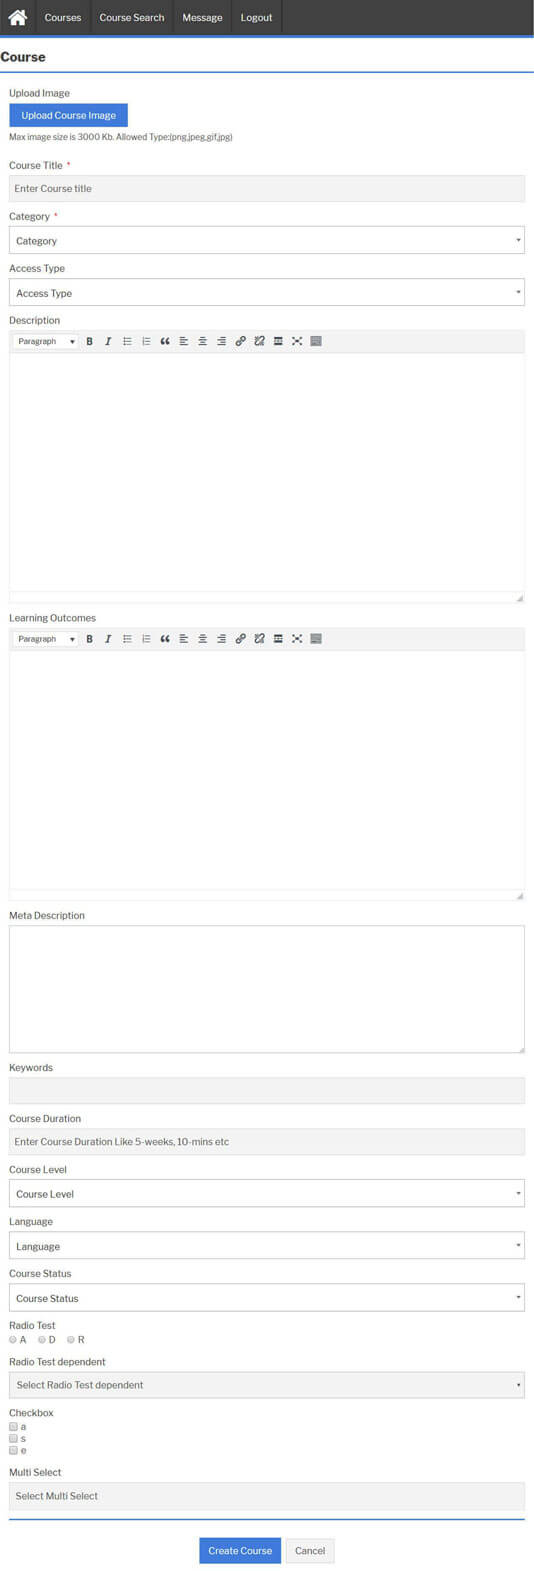 Courses Course Search Message Logout
Course
Upload Image
Upload Course Image
Max image size is 3000 Kb. Allowed Type:(png,jpeg,gif,jpg)
Course Title *
Enter Course title
Category *
Category
Access Type
Access Type
Description
Paragraph B I
Learning Outcomes
Paragraph B I
Meta Description
Keywords
Course Duration
Enter Course Duration Like 5-weeks, 10-mins etc
Course Level
Course Level
Language
Language
Course Status
Course Status
Radio Test
A D R
Radio Test dependent
Select Radio Test dependent
Checkbox
a
s
e
Multi Select
Select Multi Select
Create Course Cancel